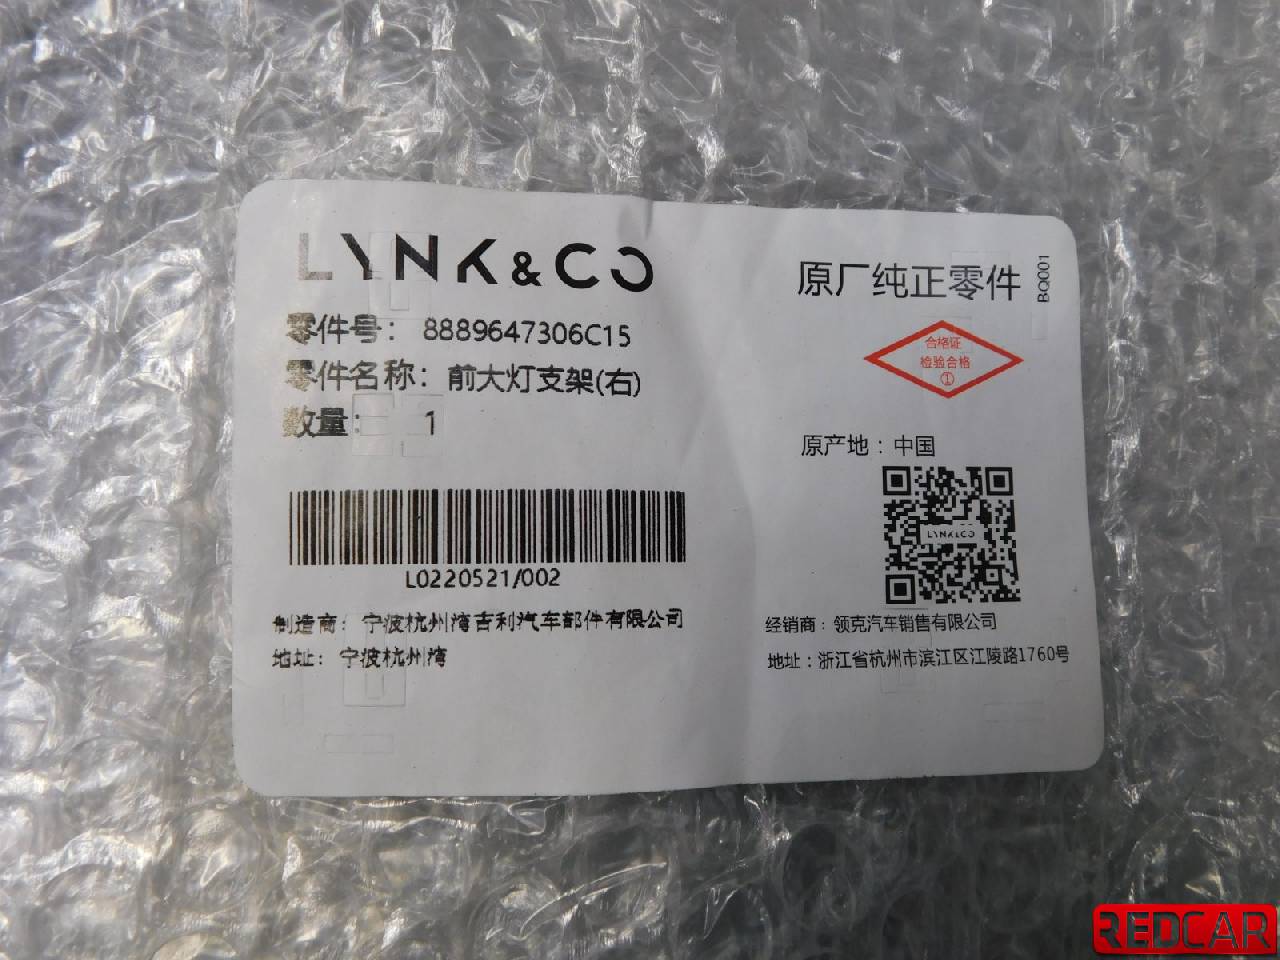 LYNK&CO
零件号： 8889647306C15
零件名称：前大灯支架(右)
数量： 1
L0220521/002
制造商：宁波杭州湾吉利汽车部件有限公司
地址：宁波杭州湾
原厂纯正零件
BQ001
合格证
检验合格
①
原产地：中国
LYNK&CO
经销商：领克汽车销售有限公司
地址：浙江省杭州市滨江区江陵路1760号
REDCAR